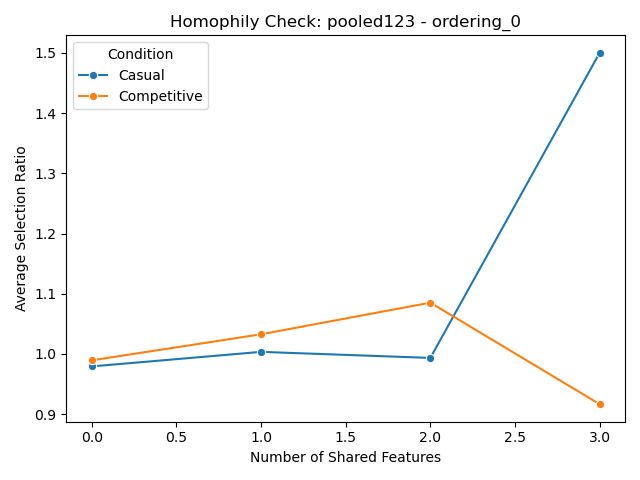 Homophily Check: pooled123 - ordering_0
Condition
Casual
Competitive
Average Selection Ratio
1.5
1.4
1.3
1.2
1.1
1.0
0.9
0.0 0.5 1.0 1.5 2.0 2.5 3.0
Number of Shared Features